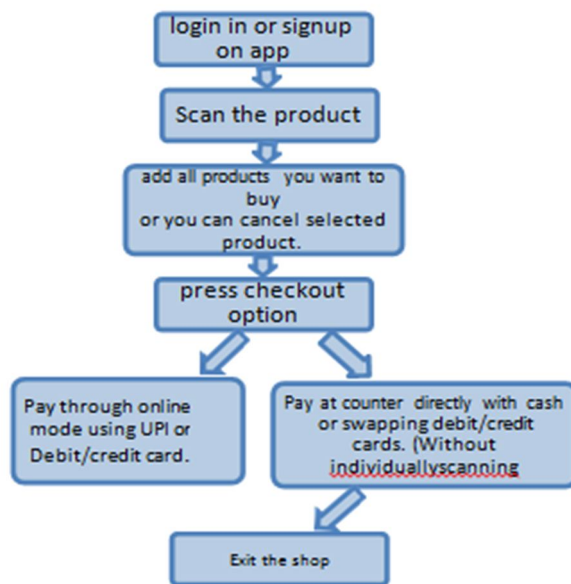 login in or signup
on app
Scan the product
add all products you want to
buy
or you can cancel selected
product.
press checkout
option
Pay through online
mode using UPI or
Debit/credit card.
Pay at counter directly with cash
or swapping debit/credit
cards. (Without
individuallyscanning
Exit the shop